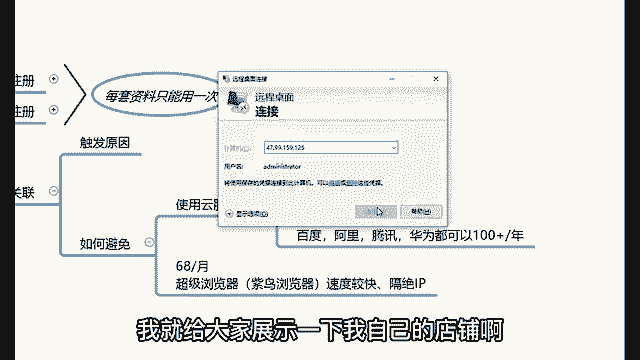 远程桌面连接
注册
每套资料只能用一次
远程桌面
连接
注册
计算机(C):
47.99.159.125
用户名:
administrator
触发原因
将使用保存的凭据连接到此计算机。可以编辑或删除这些凭据。
关联
使用云
显示选项(O)
帮助(H)
如何避免
百度，阿里，腾讯，华为都可以100+/年
68/月
超级浏览器（紫鸟浏览器）速度较快、隔绝IP
我就给大家展示一下我自己的店铺啊